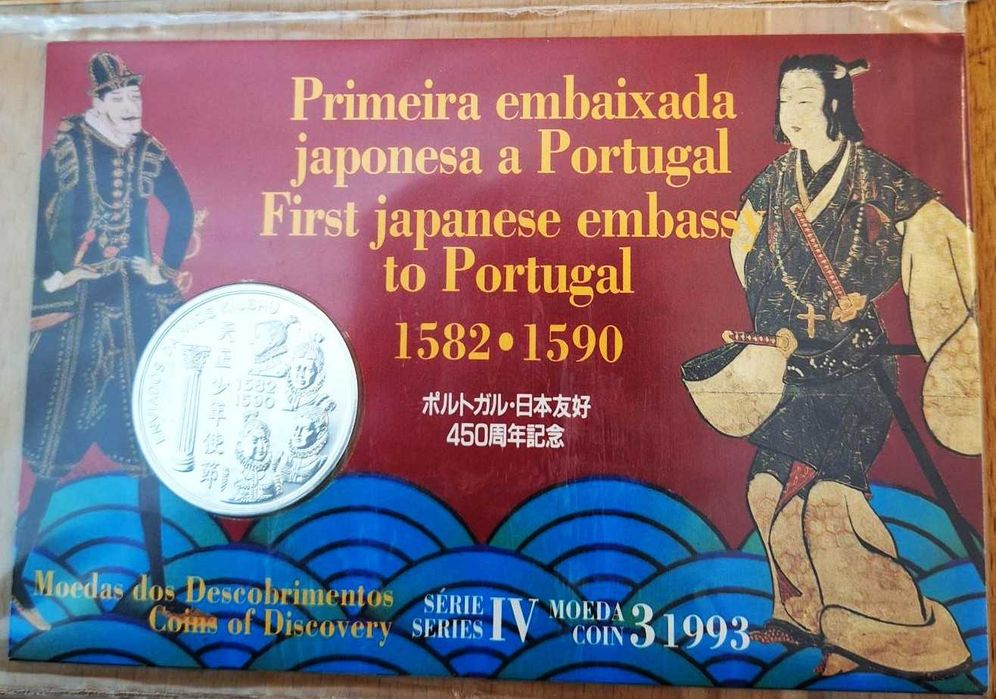 Primeira embaixada
japonesa a Portugal
First japanese embassy
to Portugal
1582 • 1590
ポルトガル・日本友好
450周年記念
天正少年使節
1582
1590
Moedas dos Descobrimentos
Coins of Discovery
SÉRIE
SERIES
IV
MOEDA
COIN
3
1993